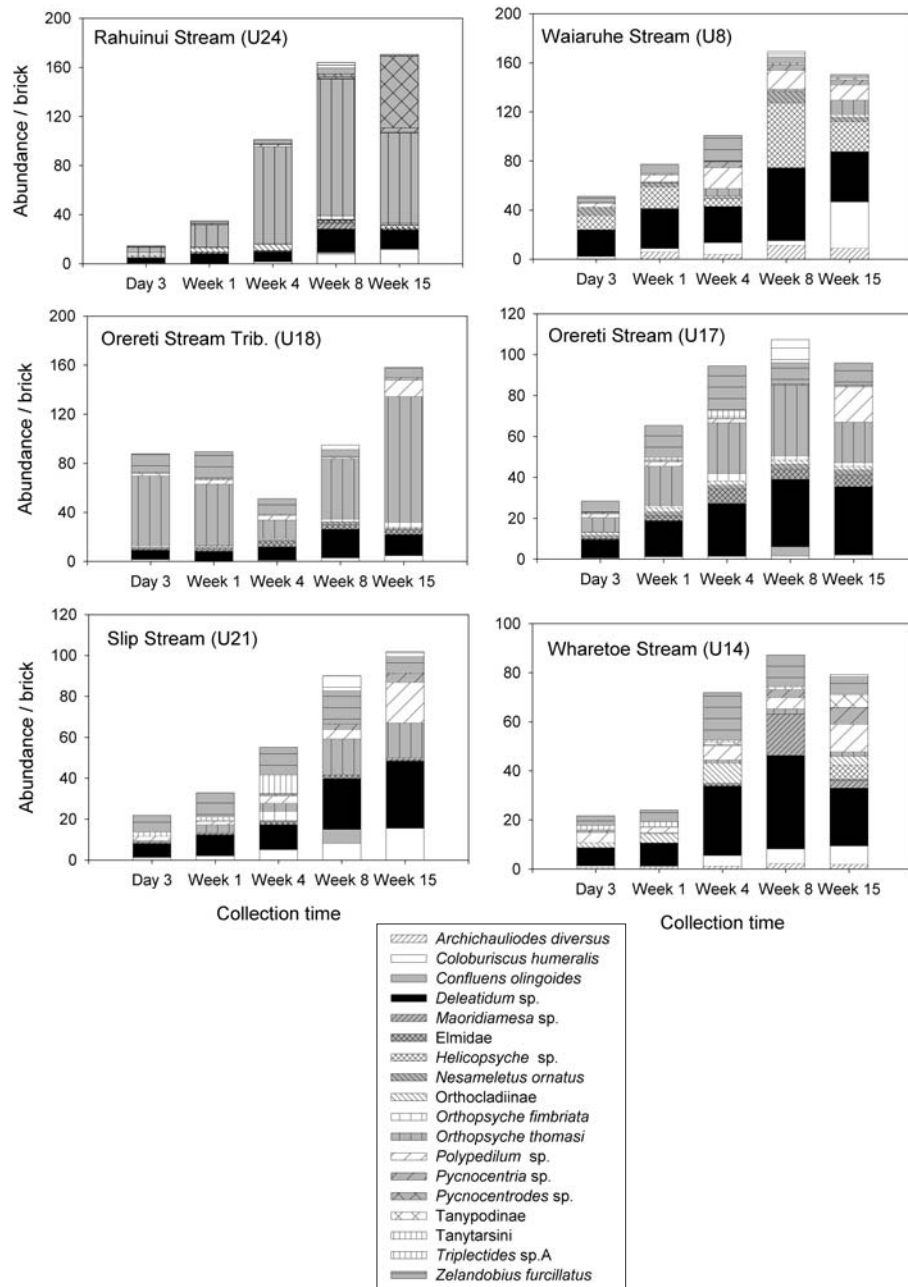 Rahuinui Stream (U24)
Abundance / brick
200
160
120
80
40
0
Day 3 Week 1 Week 4 Week 8 Week 15
Waiaruhe Stream (U8)
200
160
120
80
40
0
Day 3 Week 1 Week 4 Week 8 Week 15
Orereti Stream Trib. (U18)
Abundance / brick
200
160
120
80
40
0
Day 3 Week 1 Week 4 Week 8 Week 15
Orereti Stream (U17)
120
100
80
60
40
20
0
Day 3 Week 1 Week 4 Week 8 Week 15
Slip Stream (U21)
Abundance / brick
120
100
80
60
40
20
0
Day 3 Week 1 Week 4 Week 8 Week 15
Collection time
Wharetoe Stream (U14)
100
80
60
40
20
0
Day 3 Week 1 Week 4 Week 8 Week 15
Collection time
Archichauliodes diversus
Coloburiscus humeralis
Confluens olingoides
Deleatidum sp.
Maoridiamesa sp.
Elmidae
Helicopsyche sp.
Nesameletus ornatus
Orthocladiinae
Orthopsyche fimbriata
Orthopsyche thomasi
Polypedilum sp.
Pycnocentria sp.
Pycnocentrodes sp.
Tanypodinae
Tanytarsini
Triplectides sp.A
Zelandobius furcillatus